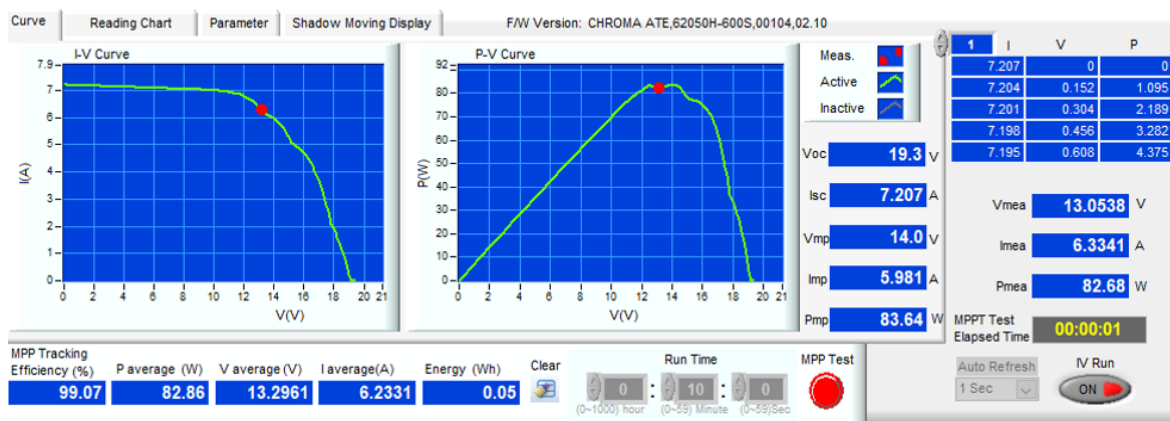 Curve Reading Chart Parameter Shadow Moving Display F/W Version: CHROMA ATE,62050H-600S,00104,02.10
I-V Curve
7.9
7
6
5
4
3
2
1
0
I(A)
0 2 4 6 8 10 12 14 16 18 20 21
V(V)
P-V Curve
92
80
70
60
50
40
30
20
10
0
P(W)
0 2 4 6 8 10 12 14 16 18 20 21
V(V)
Meas.
Active
Inactive
Voc 19.3 V
Isc 7.207 A
Vmp 14.0 V
Imp 5.981 A
Pmp 83.64 W
1 I V P
7.207 0 0
7.204 0.152 1.095
7.201 0.304 2.189
7.198 0.456 3.282
7.195 0.608 4.375
Vmea 13.0538 V
Imea 6.3341 A
Pmea 82.68 W
MPPT Test
Elapsed Time 00:00:01
MPP Tracking
Efficiency (%) P average (W) V average (V) I average(A) Energy (Wh) Clear
99.07 82.86 13.2961 6.2331 0.05
Run Time
0 : 10 : 0
(0~1000) hour (0~59) Minute (0~59)Sec
MPP Test
Auto Refresh
1 Sec
IV Run
ON